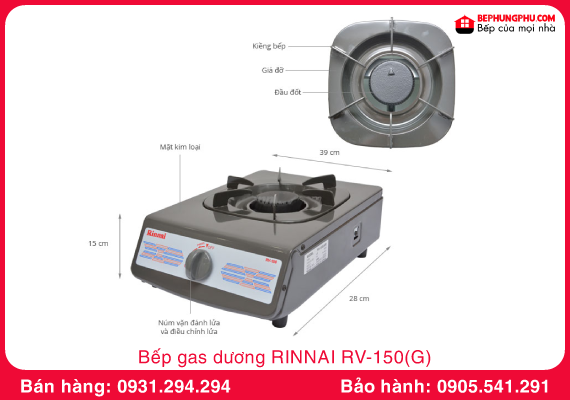 BEPHUNGPHU.COM
Bếp của mọi nhà
Kiềng bếp
Giá đỡ
Đầu đốt
Mặt kim loại
39 cm
15 cm
Rinnai
28 cm
Núm vặn đánh lửa
và điều chỉnh lửa
Bếp gas dương RINNAI RV-150(G)
Bán hàng: 0931.294.294
Bảo hành: 0905.541.291